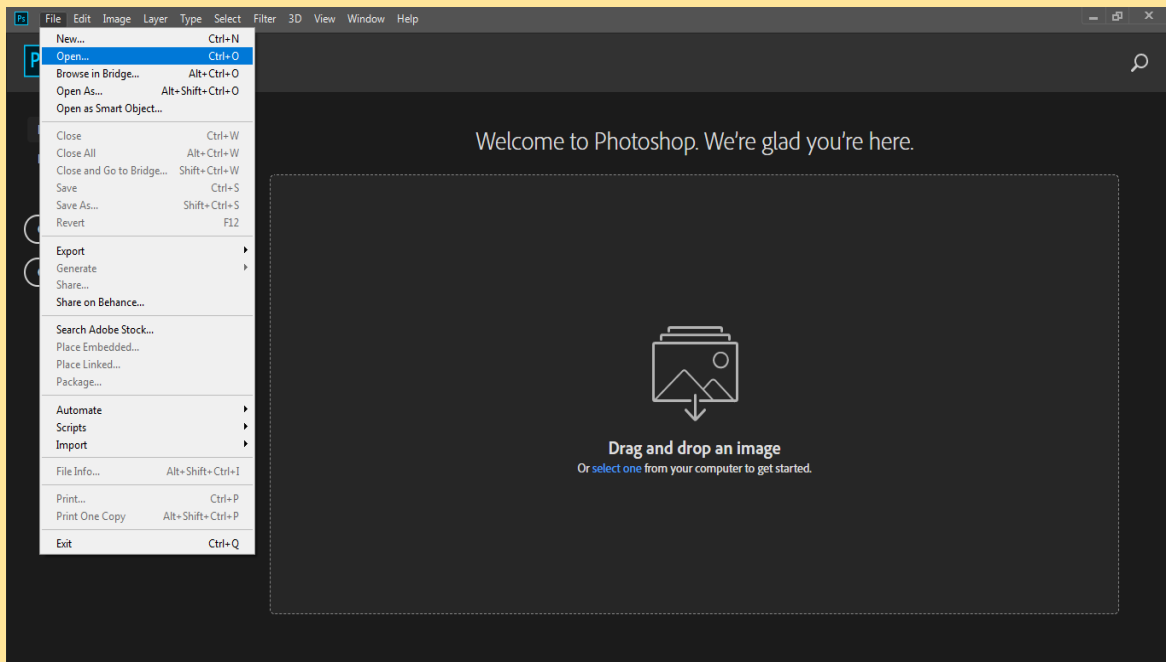 Ps File Edit Image Layer Type Select Filter 3D View Window Help
New... Ctrl+N
Open... Ctrl+O
Browse in Bridge... Alt+Ctrl+O
Open As... Alt+Shift+Ctrl+O
Open as Smart Object...
Close Ctrl+W
Close All Alt+Ctrl+W
Close and Go to Bridge... Shift+Ctrl+W
Save Ctrl+S
Save As... Shift+Ctrl+S
Revert F12
Export
Generate
Share...
Share on Behance...
Search Adobe Stock...
Place Embedded...
Place Linked...
Package...
Automate
Scripts
Import
File Info... Alt+Shift+Ctrl+I
Print... Ctrl+P
Print One Copy Alt+Shift+Ctrl+P
Exit Ctrl+Q
Welcome to Photoshop. We're glad you're here.
Drag and drop an image
Or select one from your computer to get started.